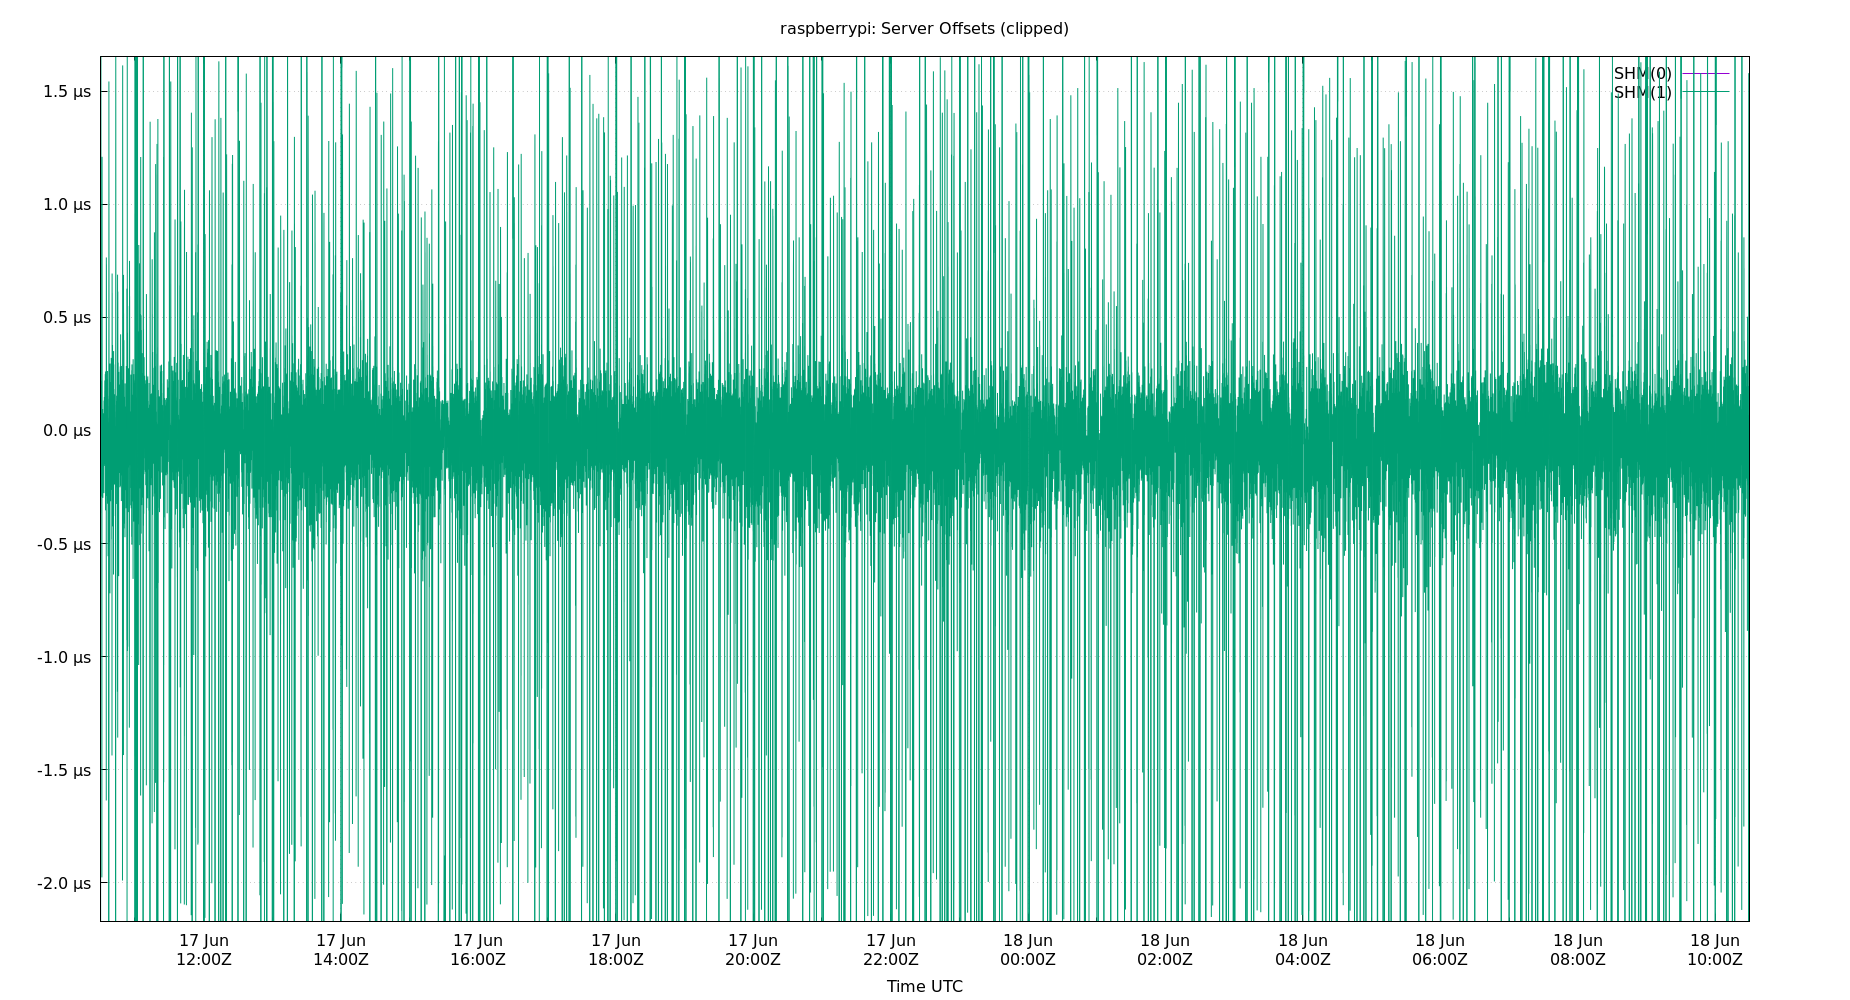 raspberrypi: Server Offsets (clipped)
SHM(0)
SHM(1)
1.5 µs
1.0 µs
0.5 µs
0.0 µs
-0.5 µs
-1.0 µs
-1.5 µs
-2.0 µs
17 Jun 17 Jun 17 Jun 17 Jun 17 Jun 17 Jun 18 Jun 18 Jun 18 Jun 18 Jun 18 Jun 18 Jun
12:00Z 14:00Z 16:00Z 18:00Z 20:00Z 22:00Z 00:00Z 02:00Z 04:00Z 06:00Z 08:00Z 10:00Z
Time UTC